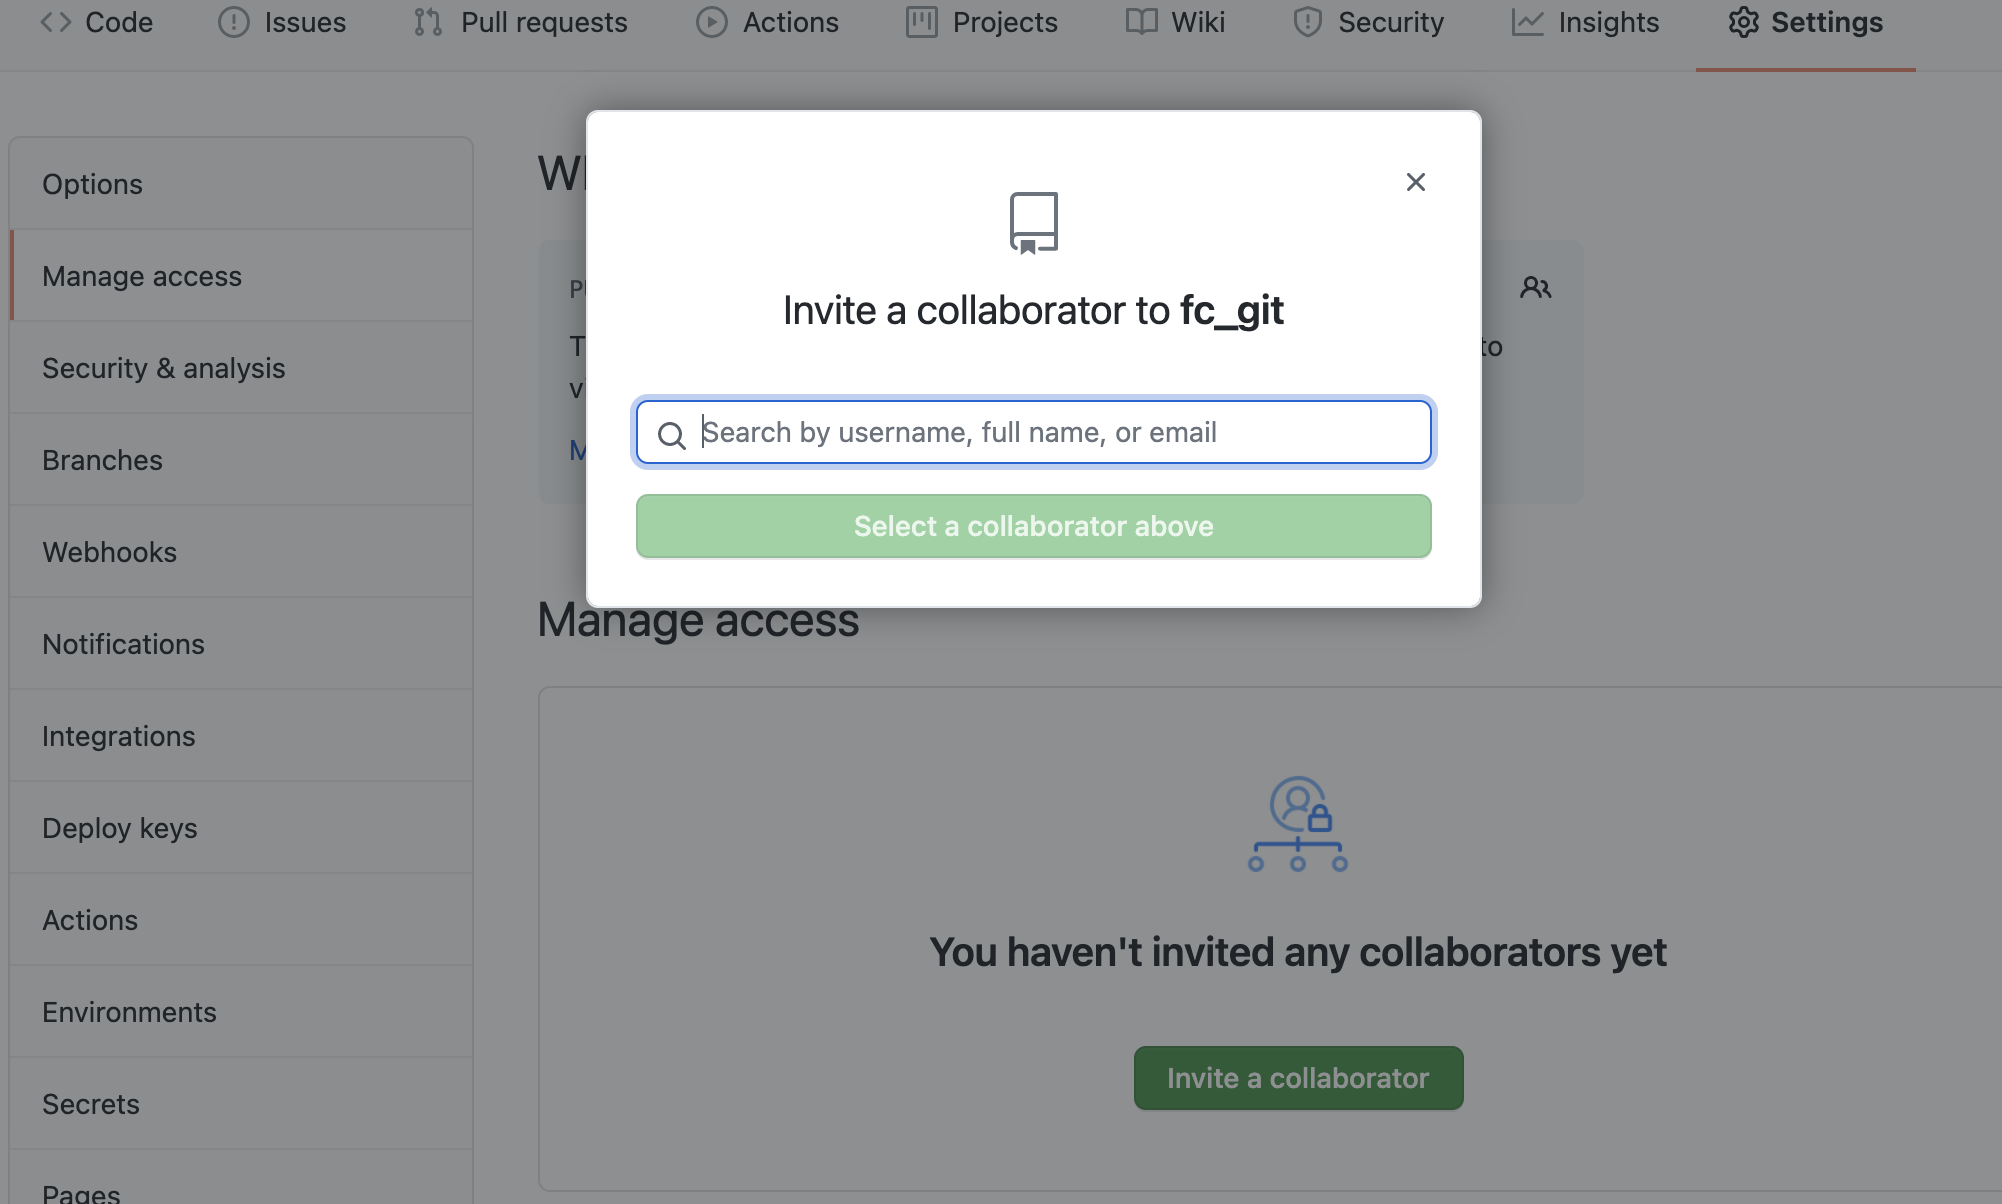 Code Issues Pull requests Actions Projects Wiki Security Insights Settings
Options
Manage access
Security & analysis
Branches
Webhooks
Notifications
Integrations
Deploy keys
Actions
Environments
Secrets
Pages
Invite a collaborator to fc_git
Search by username, full name, or email
Select a collaborator above
to
Manage access
You haven't invited any collaborators yet
Invite a collaborator